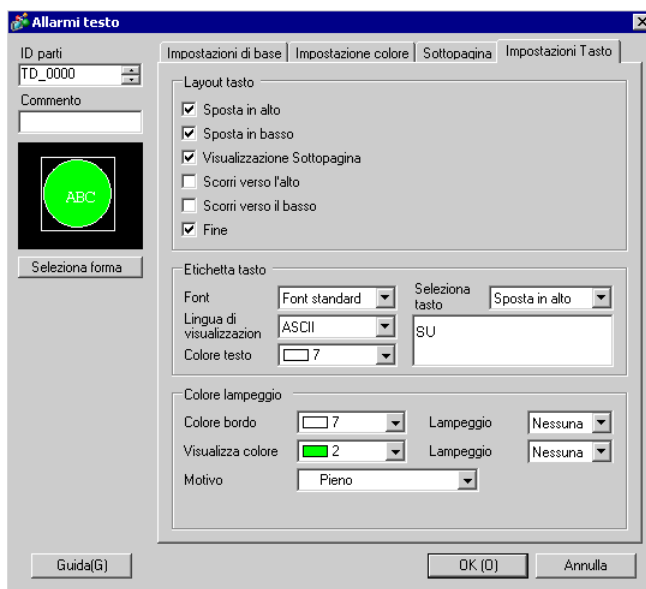 Allarmi testo
ID parti
TD_0000
Commento
ABC
Seleziona forma
Impostazioni di base
Impostazione colore
Sottopagina
Impostazioni Tasto
Layout tasto
Sposta in alto
Sposta in basso
Visualizzazione Sottopagina
Scorri verso l'alto
Scorri verso il basso
Fine
Etichetta tasto
Font
Font standard
Seleziona tasto
Sposta in alto
Lingua di visualizzazion
ASCII
SU
Colore testo
7
Colore lampeggio
Colore bordo
7
Lampeggio
Nessuna
Visualizza colore
2
Lampeggio
Nessuna
Motivo
Pieno
Guida(G)
OK (O)
Annulla